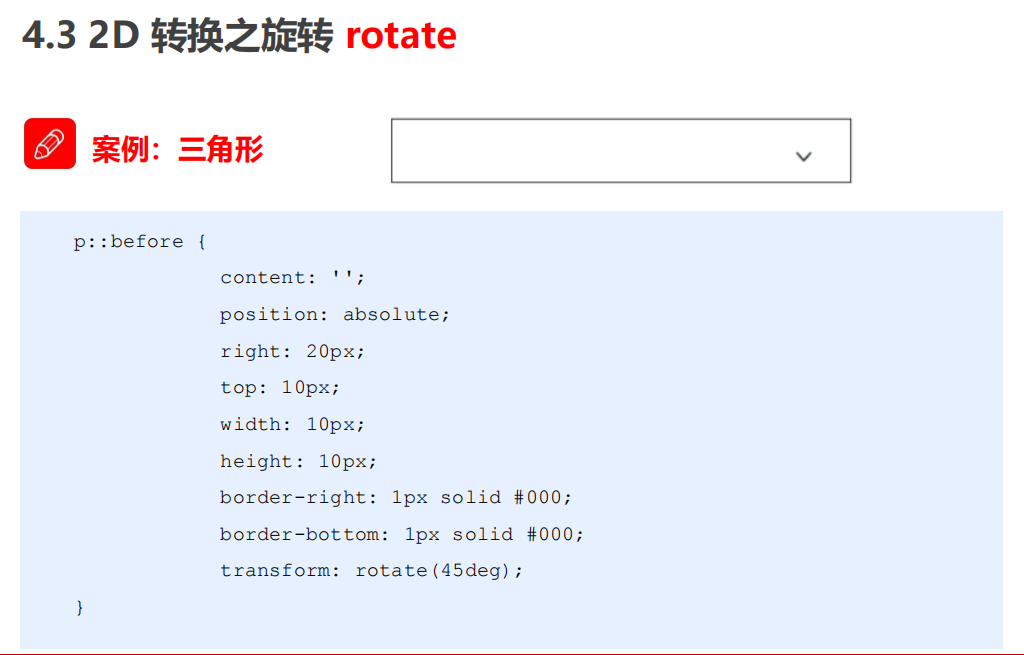 4.3 2D 转换之旋转 rotate
案例：三角形
p::before {
content: '';
position: absolute;
right: 20px;
top: 10px;
width: 10px;
height: 10px;
border-right: 1px solid #000;
border-bottom: 1px solid #000;
transform: rotate(45deg);
}